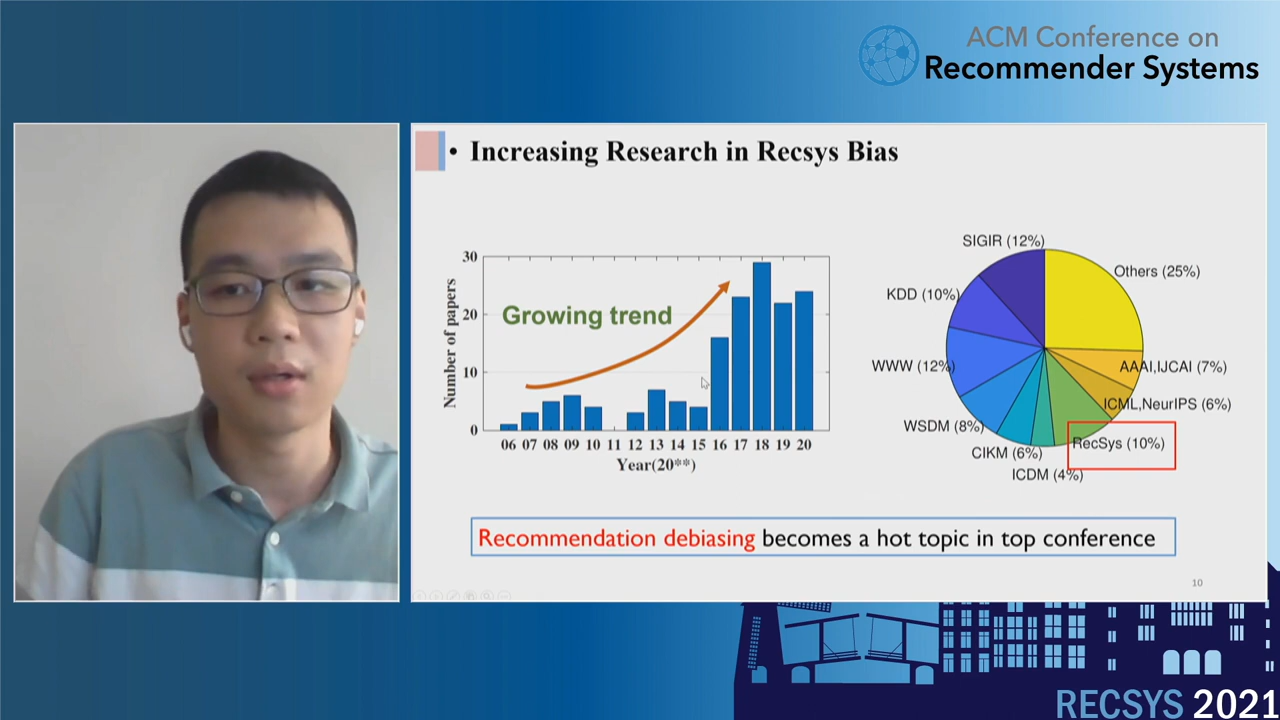 ACM Conference on
Recommender Systems
• Increasing Research in Recsys Bias
Number of papers
30
20
10
0
Growing trend
06 07 08 09 10 11 12 13 14 15 16 17 18 19 20
Year(20**)
SIGIR (12%)
Others (25%)
KDD (10%)
WWW (12%)
AAAI,IJCAI (7%)
ICML,NeurIPS (6%)
WSDM (8%)
RecSys (10%)
CIKM (6%)
ICDM (4%)
Recommendation debiasing becomes a hot topic in top conference
10
RECSYS 2021